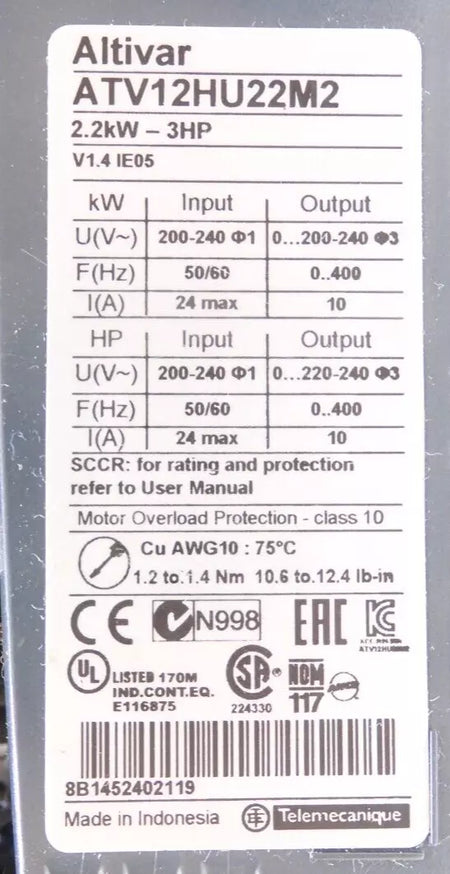 Altivar
ATV12HU22M2
2.2kW – 3HP
V1.4 IE05
kW Input Output
U(V~) 200-240 Φ1 0...200-240 Φ3
F(Hz) 50/60 0..400
I(A) 24 max 10
HP Input Output
U(V~) 200-240 Φ1 0...220-240 Φ3
F(Hz) 50/60 0..400
I(A) 24 max 10
SCCR: for rating and protection
refer to User Manual
Motor Overload Protection - class 10
Cu AWG10 : 75°C
1.2 to 1.4 Nm 10.6 to 12.4 lb-in
CE N998 EAC
UL LISTED 170M
IND.CONT.EQ.
E116875
SA
224330
NOM
117
8B1452402119
Made in Indonesia Telemecanique